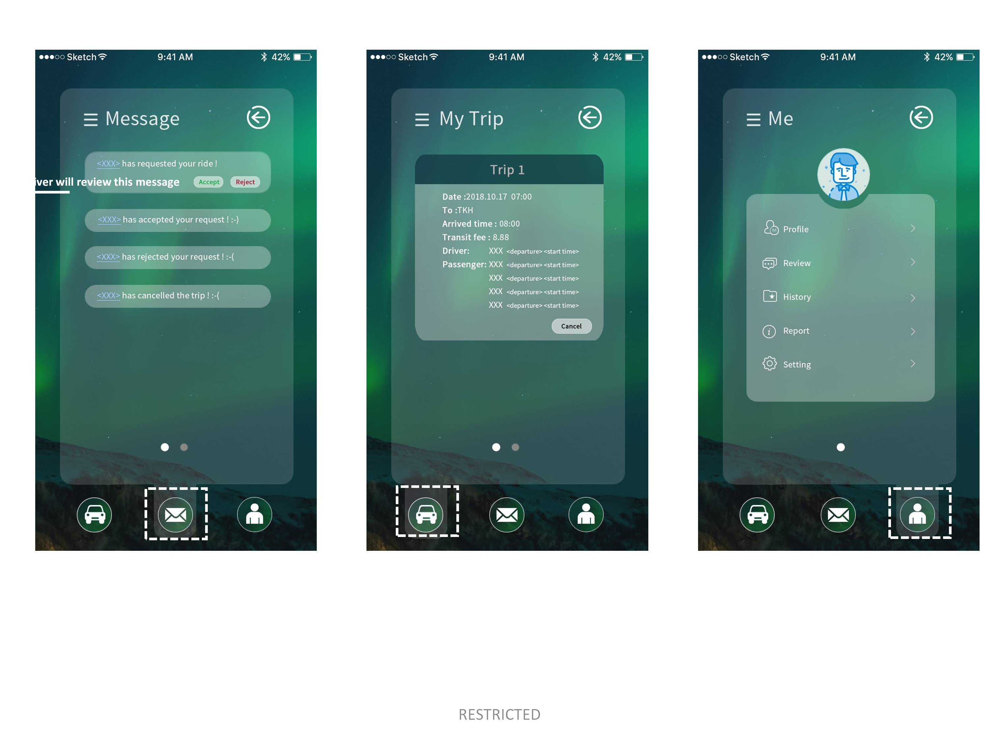 Sketch 9:41 AM 42%
Message
<XXX> has requested your ride !
iver will review this message Accept Reject
<XXX> has accepted your request ! :-)
<XXX> has rejected your request ! :-(
<XXX> has cancelled the trip ! :-(
Sketch 9:41 AM 42%
My Trip
Trip 1
Date :2018.10.17 07:00
To :TKH
Arrived time : 08:00
Transit fee : 8.88
Driver: XXX <departure> <start time>
Passenger: XXX <departure> <start time>
XXX <departure> <start time>
XXX <departure> <start time>
XXX <departure> <start time>
Cancel
Sketch 9:41 AM 42%
Me
M Profile
Review
History
i Report
Setting
RESTRICTED